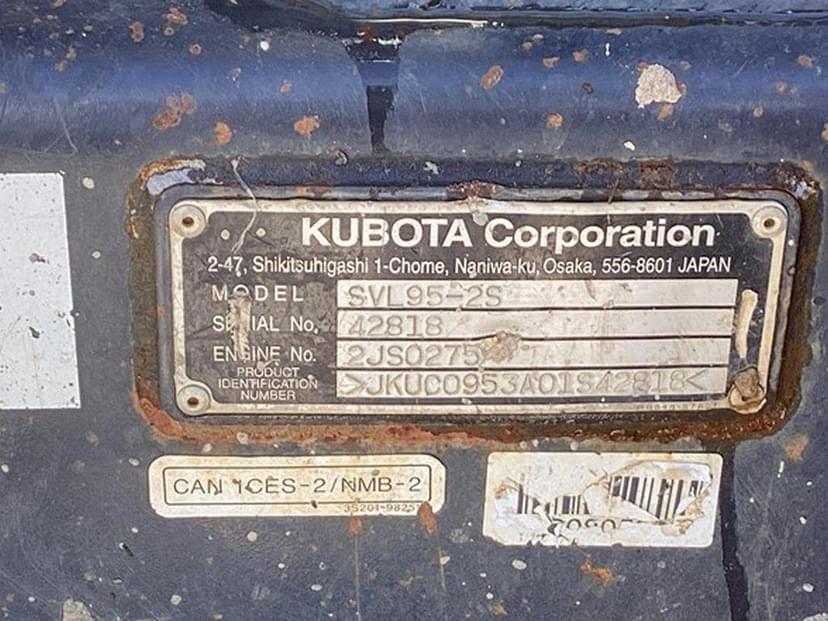 KUBOTA Corporation
2-47, Shikitsuhigashi 1-Chome, Naniwa-ku, Osaka, 556-8601 JAPAN
MODEL SVL95-2S
SERIAL No. 42818
ENGINE No.
PRODUCT IDENTIFICATION NUMBER >JKUC0953A01S42818<
CAN ICES-2/NMB-2